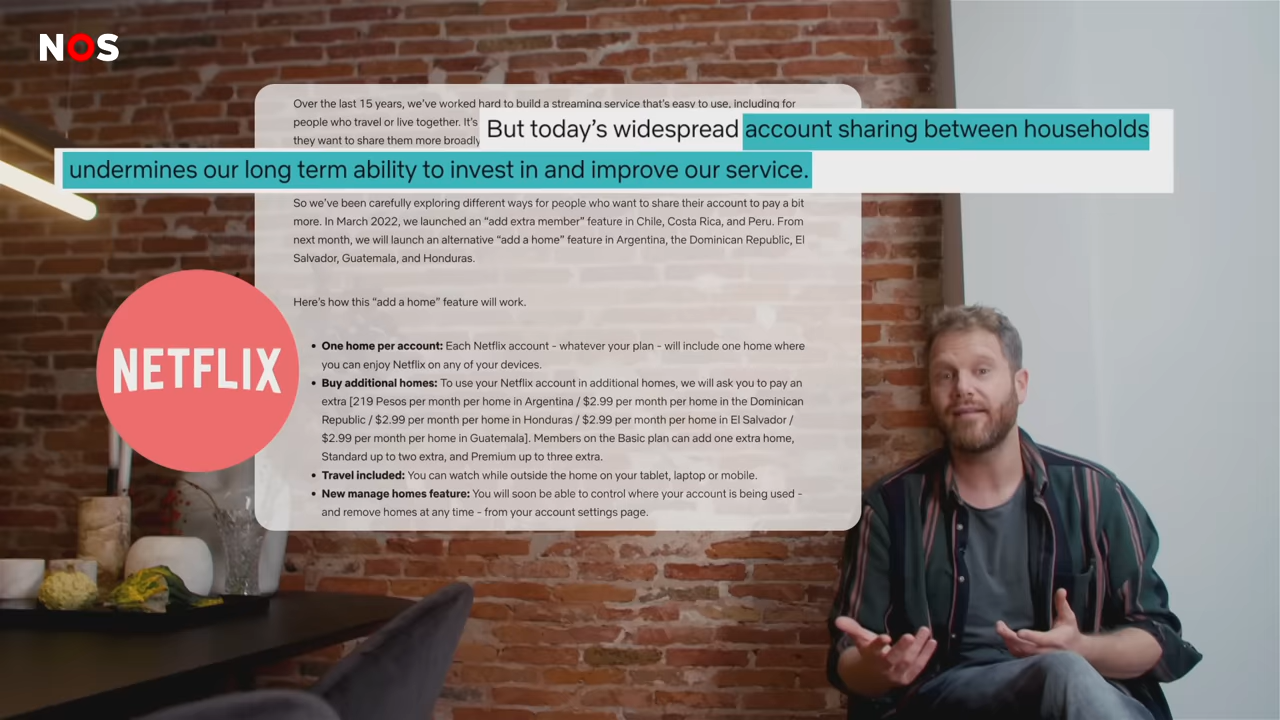 NOS
Over the last 15 years, we've worked hard to build a streaming service that's easy to use, including for
people who travel or live together. It's
they want to share them more broadly
But today's widespread account sharing between households
undermines our long term ability to invest in and improve our service.
So we've been carefully exploring different ways for people who want to share their account to pay a bit
more. In March 2022, we launched an “add extra member” feature in Chile, Costa Rica, and Peru. From
next month, we will launch an alternative “add a home” feature in Argentina, the Dominican Republic, El
Salvador, Guatemala, and Honduras.
Here's how this “add a home” feature will work.
NETFLIX
• One home per account: Each Netflix account - whatever your plan - will include one home where
you can enjoy Netflix on any of your devices.
• Buy additional homes: To use your Netflix account in additional homes, we will ask you to pay an
extra [219 Pesos per month per home in Argentina / $2.99 per month per home in the Dominican
Republic / $2.99 per month per home in Honduras / $2.99 per month per home in El Salvador /
$2.99 per month per home in Guatemala]. Members on the Basic plan can add one extra home,
Standard up to two extra, and Premium up to three extra.
• Travel included: You can watch while outside the home on your tablet, laptop or mobile.
• New manage homes feature: You will soon be able to control where your account is being used -
and remove homes at any time - from your account settings page.